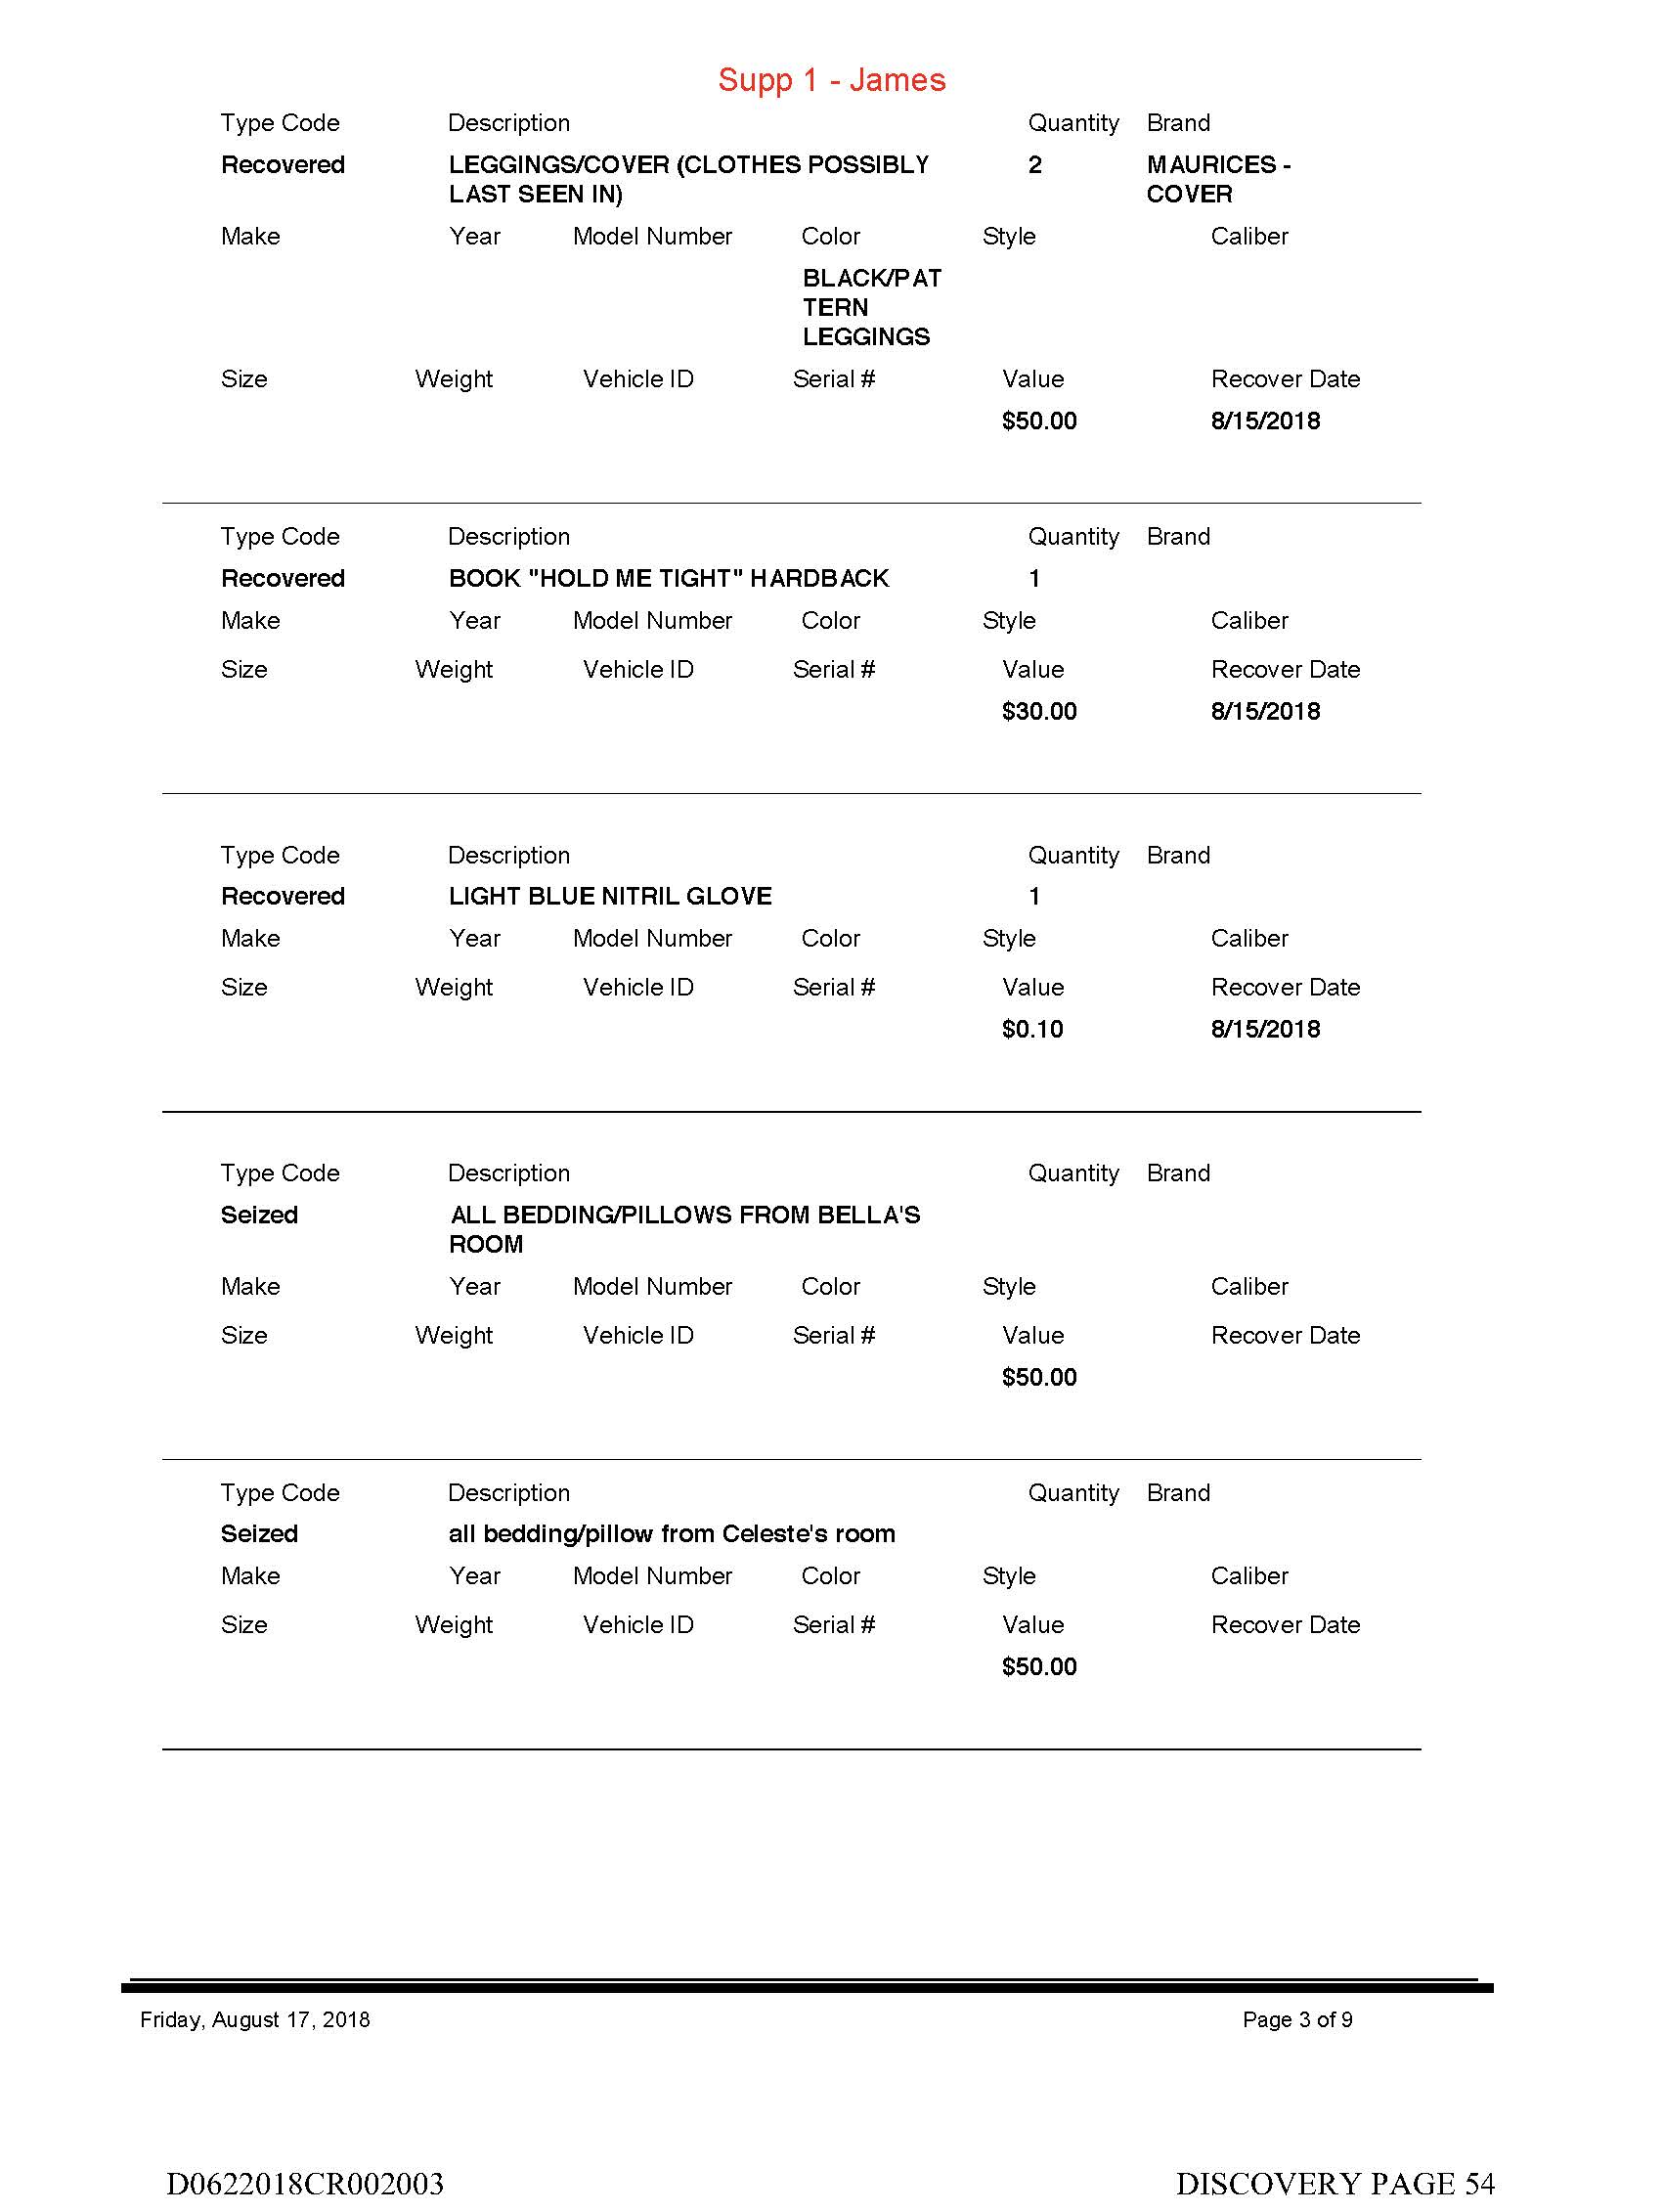 Supp 1 - James
Type Code Description Quantity Brand
Recovered LEGGINGS/COVER (CLOTHES POSSIBLY 2 MAURICES -
LAST SEEN IN) COVER
Make Year Model Number Color Style Caliber
BLACK/PAT
TERN
LEGGINGS
Size Weight Vehicle ID Serial # Value Recover Date
$50.00 8/15/2018
Type Code Description Quantity Brand
Recovered BOOK "HOLD ME TIGHT" HARDBACK 1
Make Year Model Number Color Style Caliber
Size Weight Vehicle ID Serial # Value Recover Date
$30.00 8/15/2018
Type Code Description Quantity Brand
Recovered LIGHT BLUE NITRIL GLOVE 1
Make Year Model Number Color Style Caliber
Size Weight Vehicle ID Serial # Value Recover Date
$0.10 8/15/2018
Type Code Description Quantity Brand
Seized ALL BEDDING/PILLOWS FROM BELLA'S
ROOM
Make Year Model Number Color Style Caliber
Size Weight Vehicle ID Serial # Value Recover Date
$50.00
Type Code Description Quantity Brand
Seized all bedding/pillow from Celeste's room
Make Year Model Number Color Style Caliber
Size Weight Vehicle ID Serial # Value Recover Date
$50.00
Friday, August 17, 2018 Page 3 of 9
D0622018CR002003 DISCOVERY PAGE 54